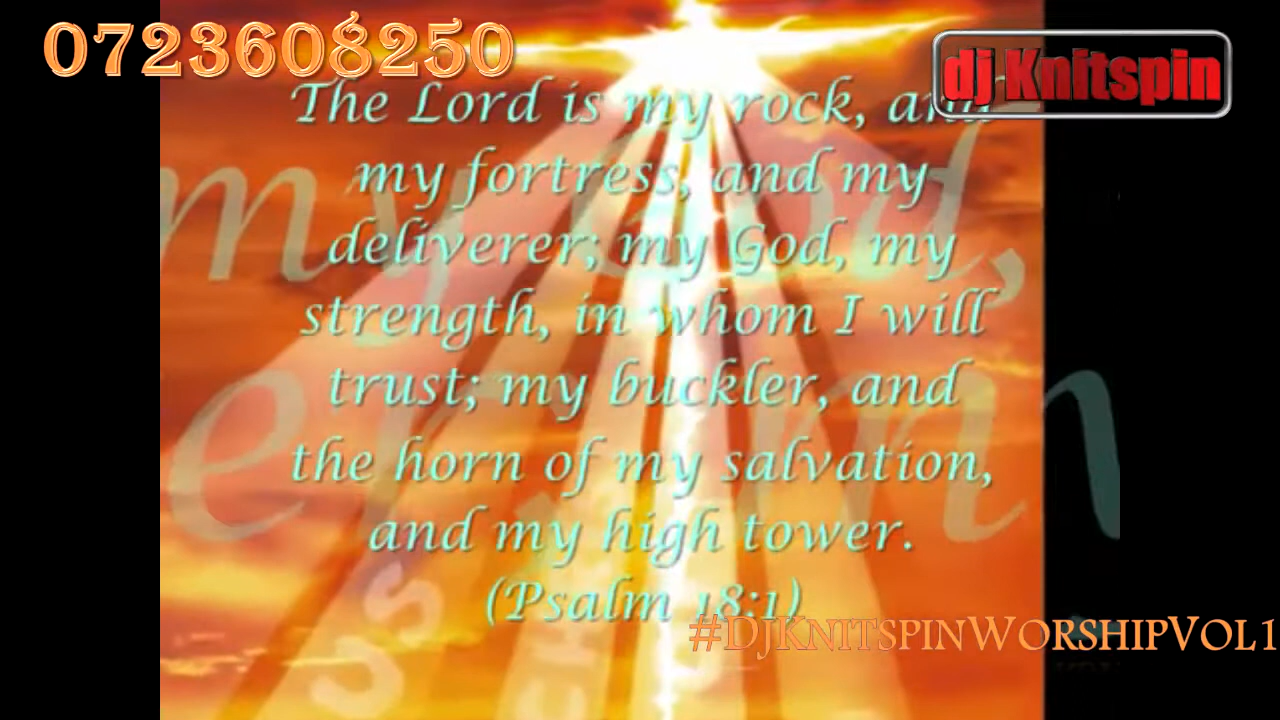 0723608250
dj Knitspin
The Lord is my rock, and
my fortress, and my
deliverer; my God, my
strength, in whom I will
trust; my buckler, and
the horn of my salvation,
and my high tower.
(Psalm 18:1)
#DjKnitspinWorshipVol1